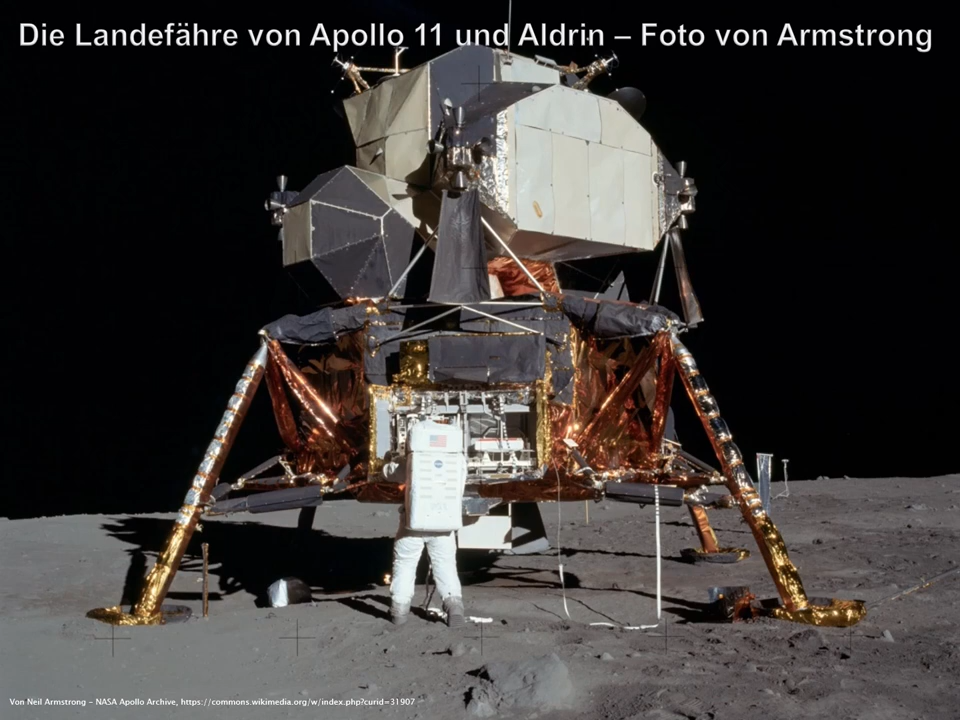 Die Landefähre von Apollo 11 und Aldrin – Foto von Armstrong
Von Neil Armstrong - NASA Apollo Archive, https://commons.wikimedia.org/w/index.php?curid=31907